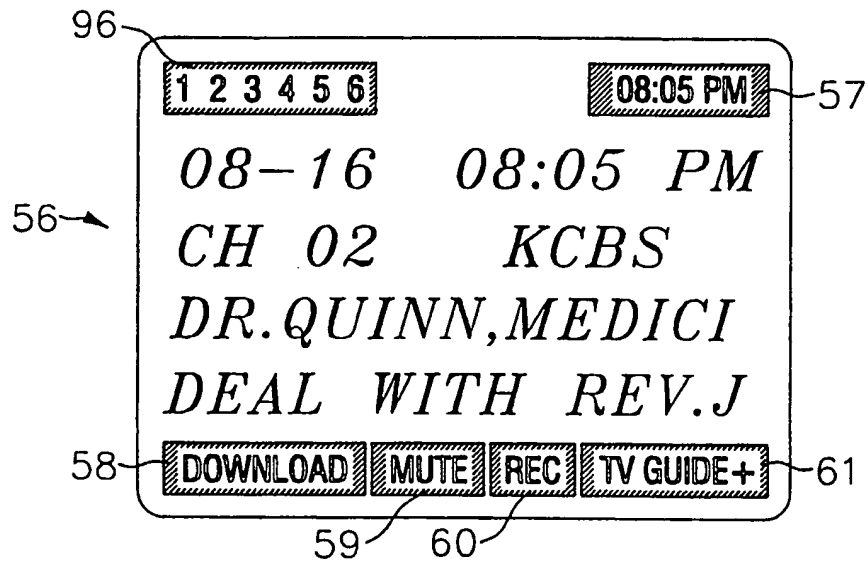 96
1 2 3 4 5 6 08:05 PM 57
08-16 08:05 PM
56 CH 02 KCBS
DR.QUINN,MEDICI
DEAL WITH REV.J
58 DOWNLOAD MUTE REC TV GUIDE+ 61
59 60